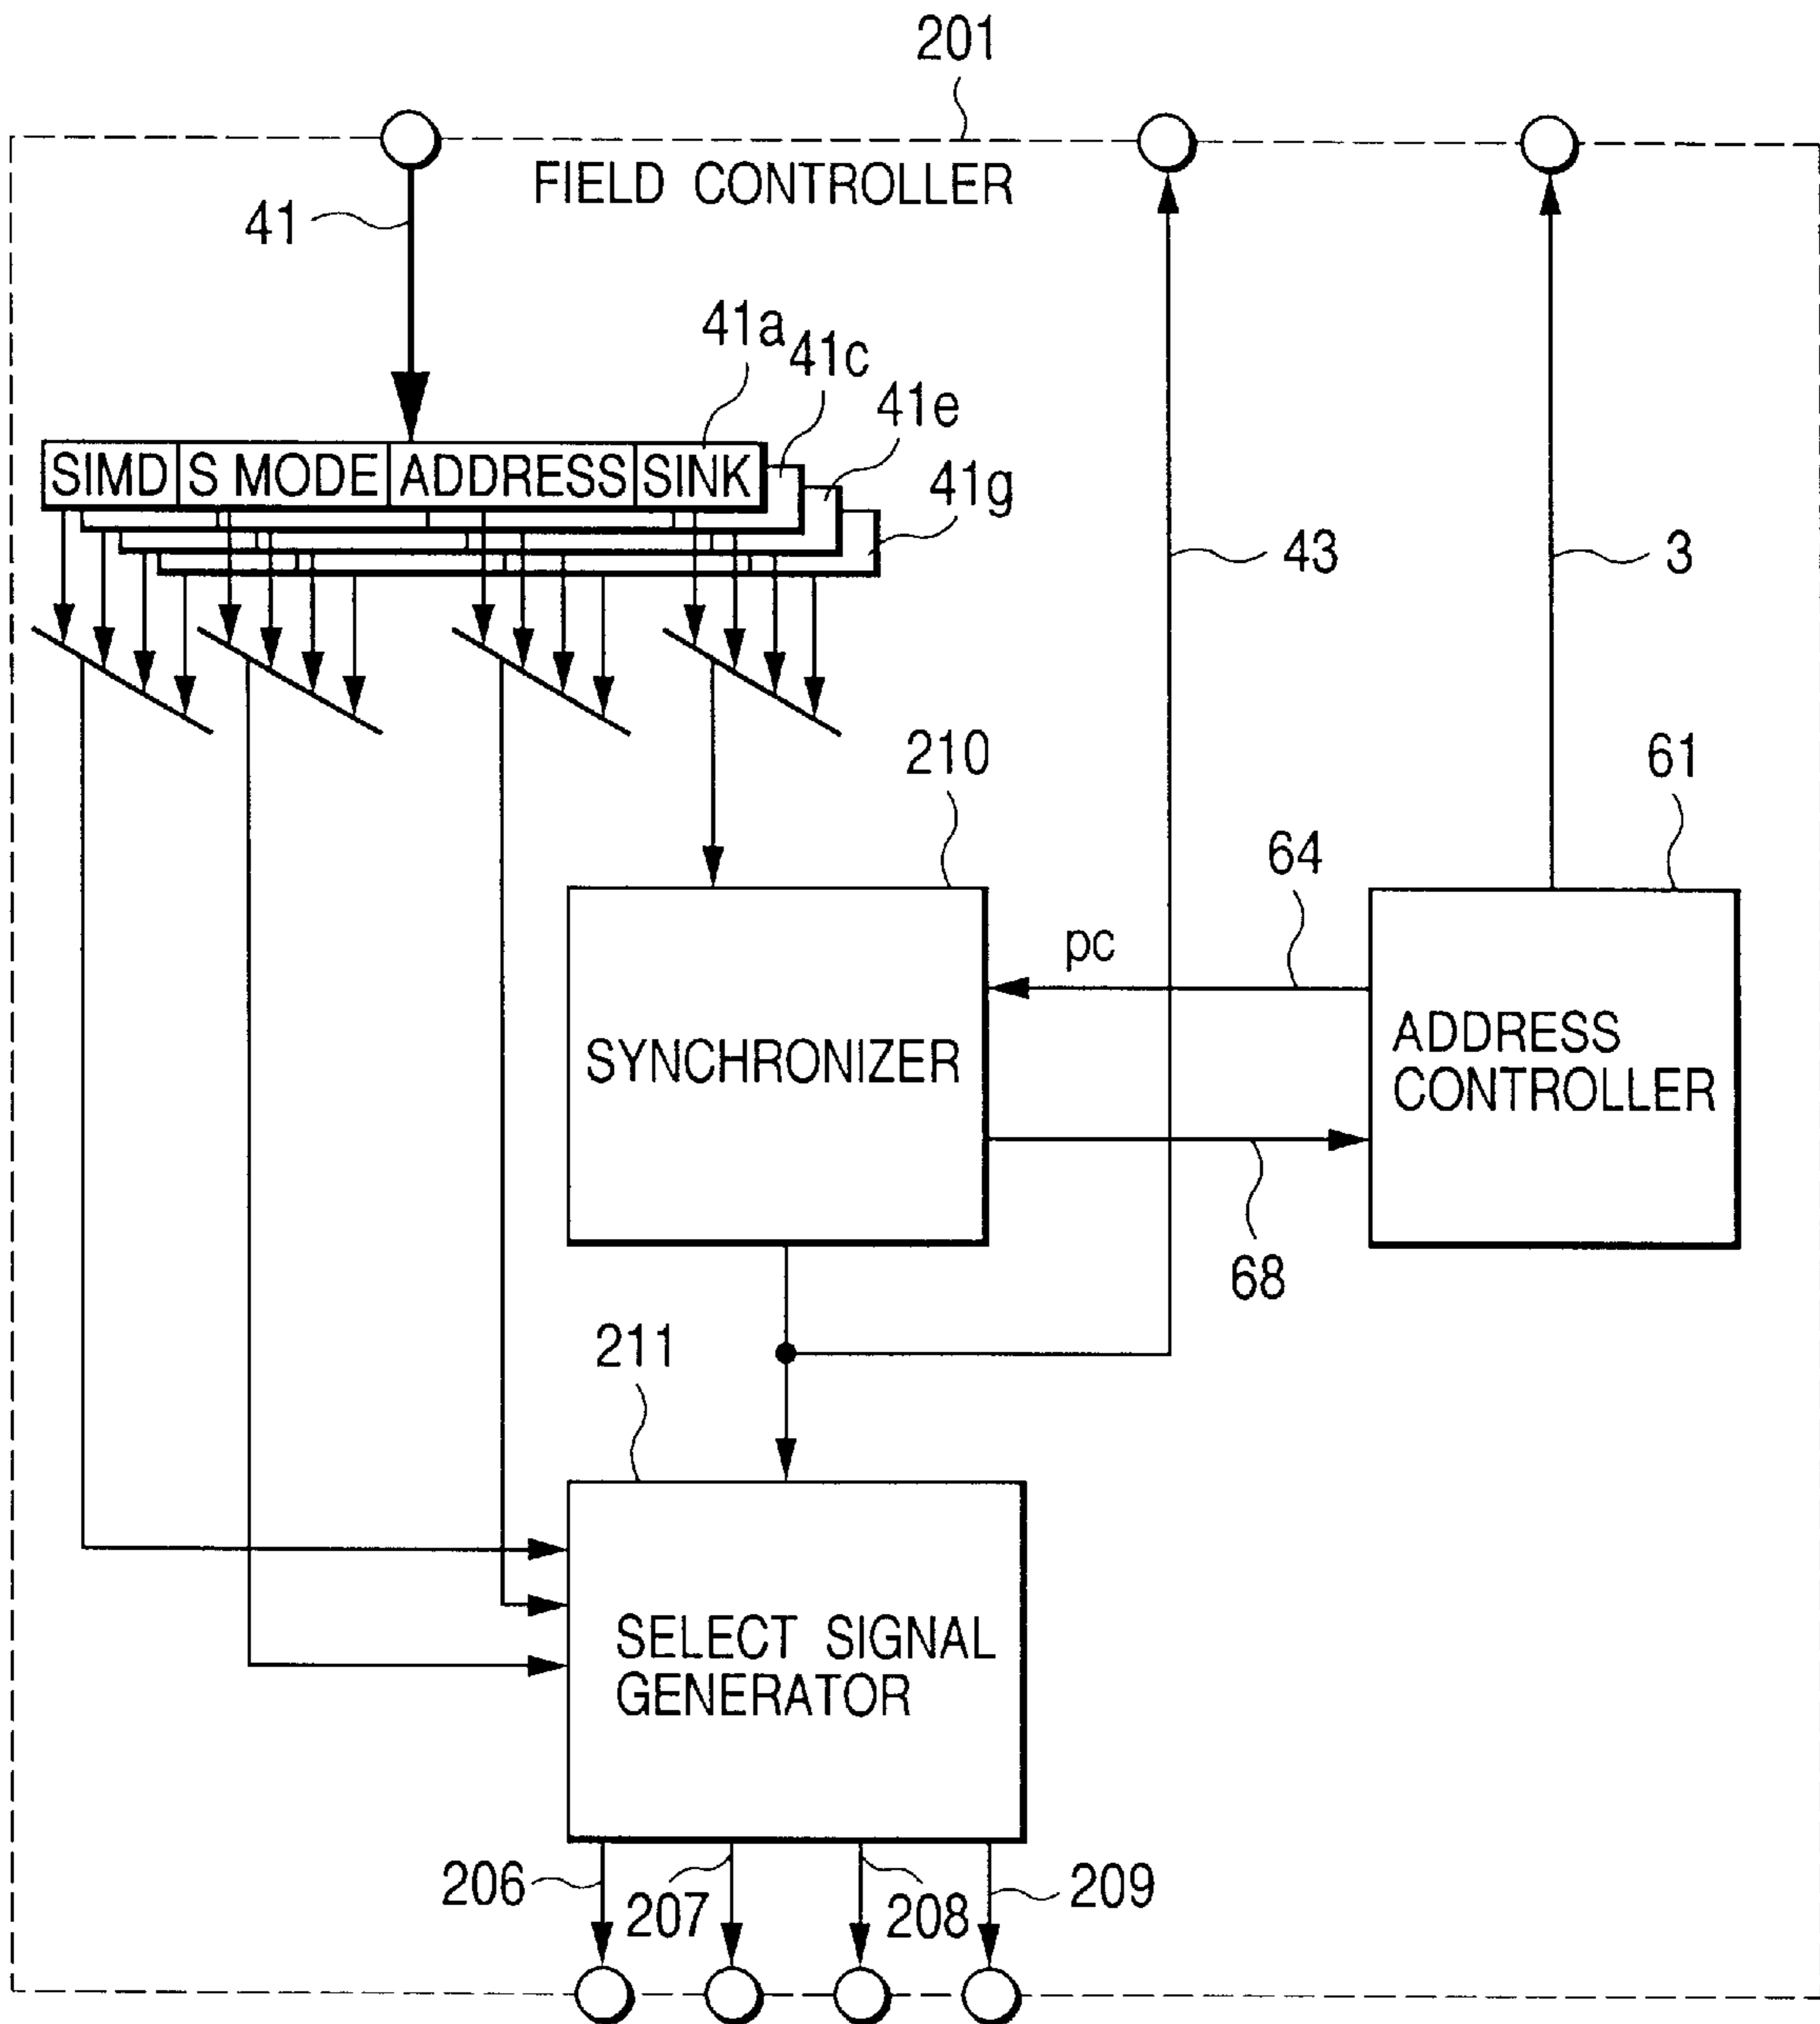 201
FIELD CONTROLLER
41
41a
41c
41e
41g
SIMD S MODE ADDRESS SINK
43
3
210
61
64
pc
SYNCHRONIZER
ADDRESS
CONTROLLER
68
211
SELECT SIGNAL
GENERATOR
206
207
208
209